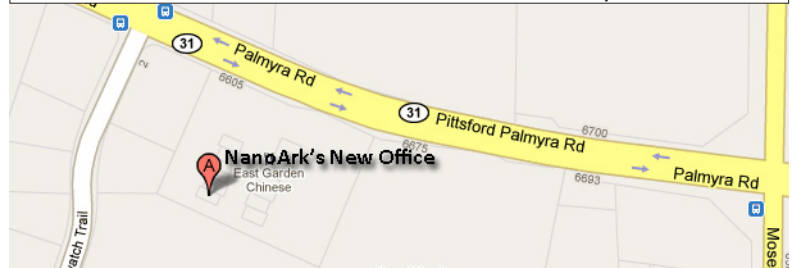 31
Palmyra Rd
2
6605
31
Pittsford Palmyra Rd
6700
6875
A
NanoArk's New Office
East Garden
Chinese
6693
Palmyra Rd
watch Trail
Mose